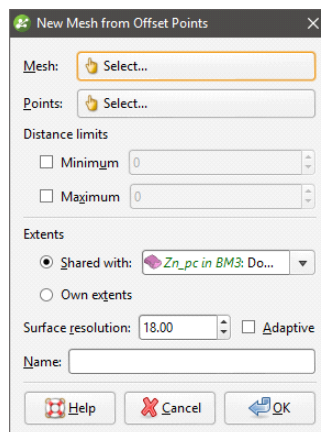 New Mesh from Offset Points
Mesh: Select...
Points: Select...
Distance limits
Minimum 0
Maximum 0
Extents
Shared with: Zn_pc in BM3: Do...
Own extents
Surface resolution: 18.00 Adaptive
Name:
Help Cancel OK